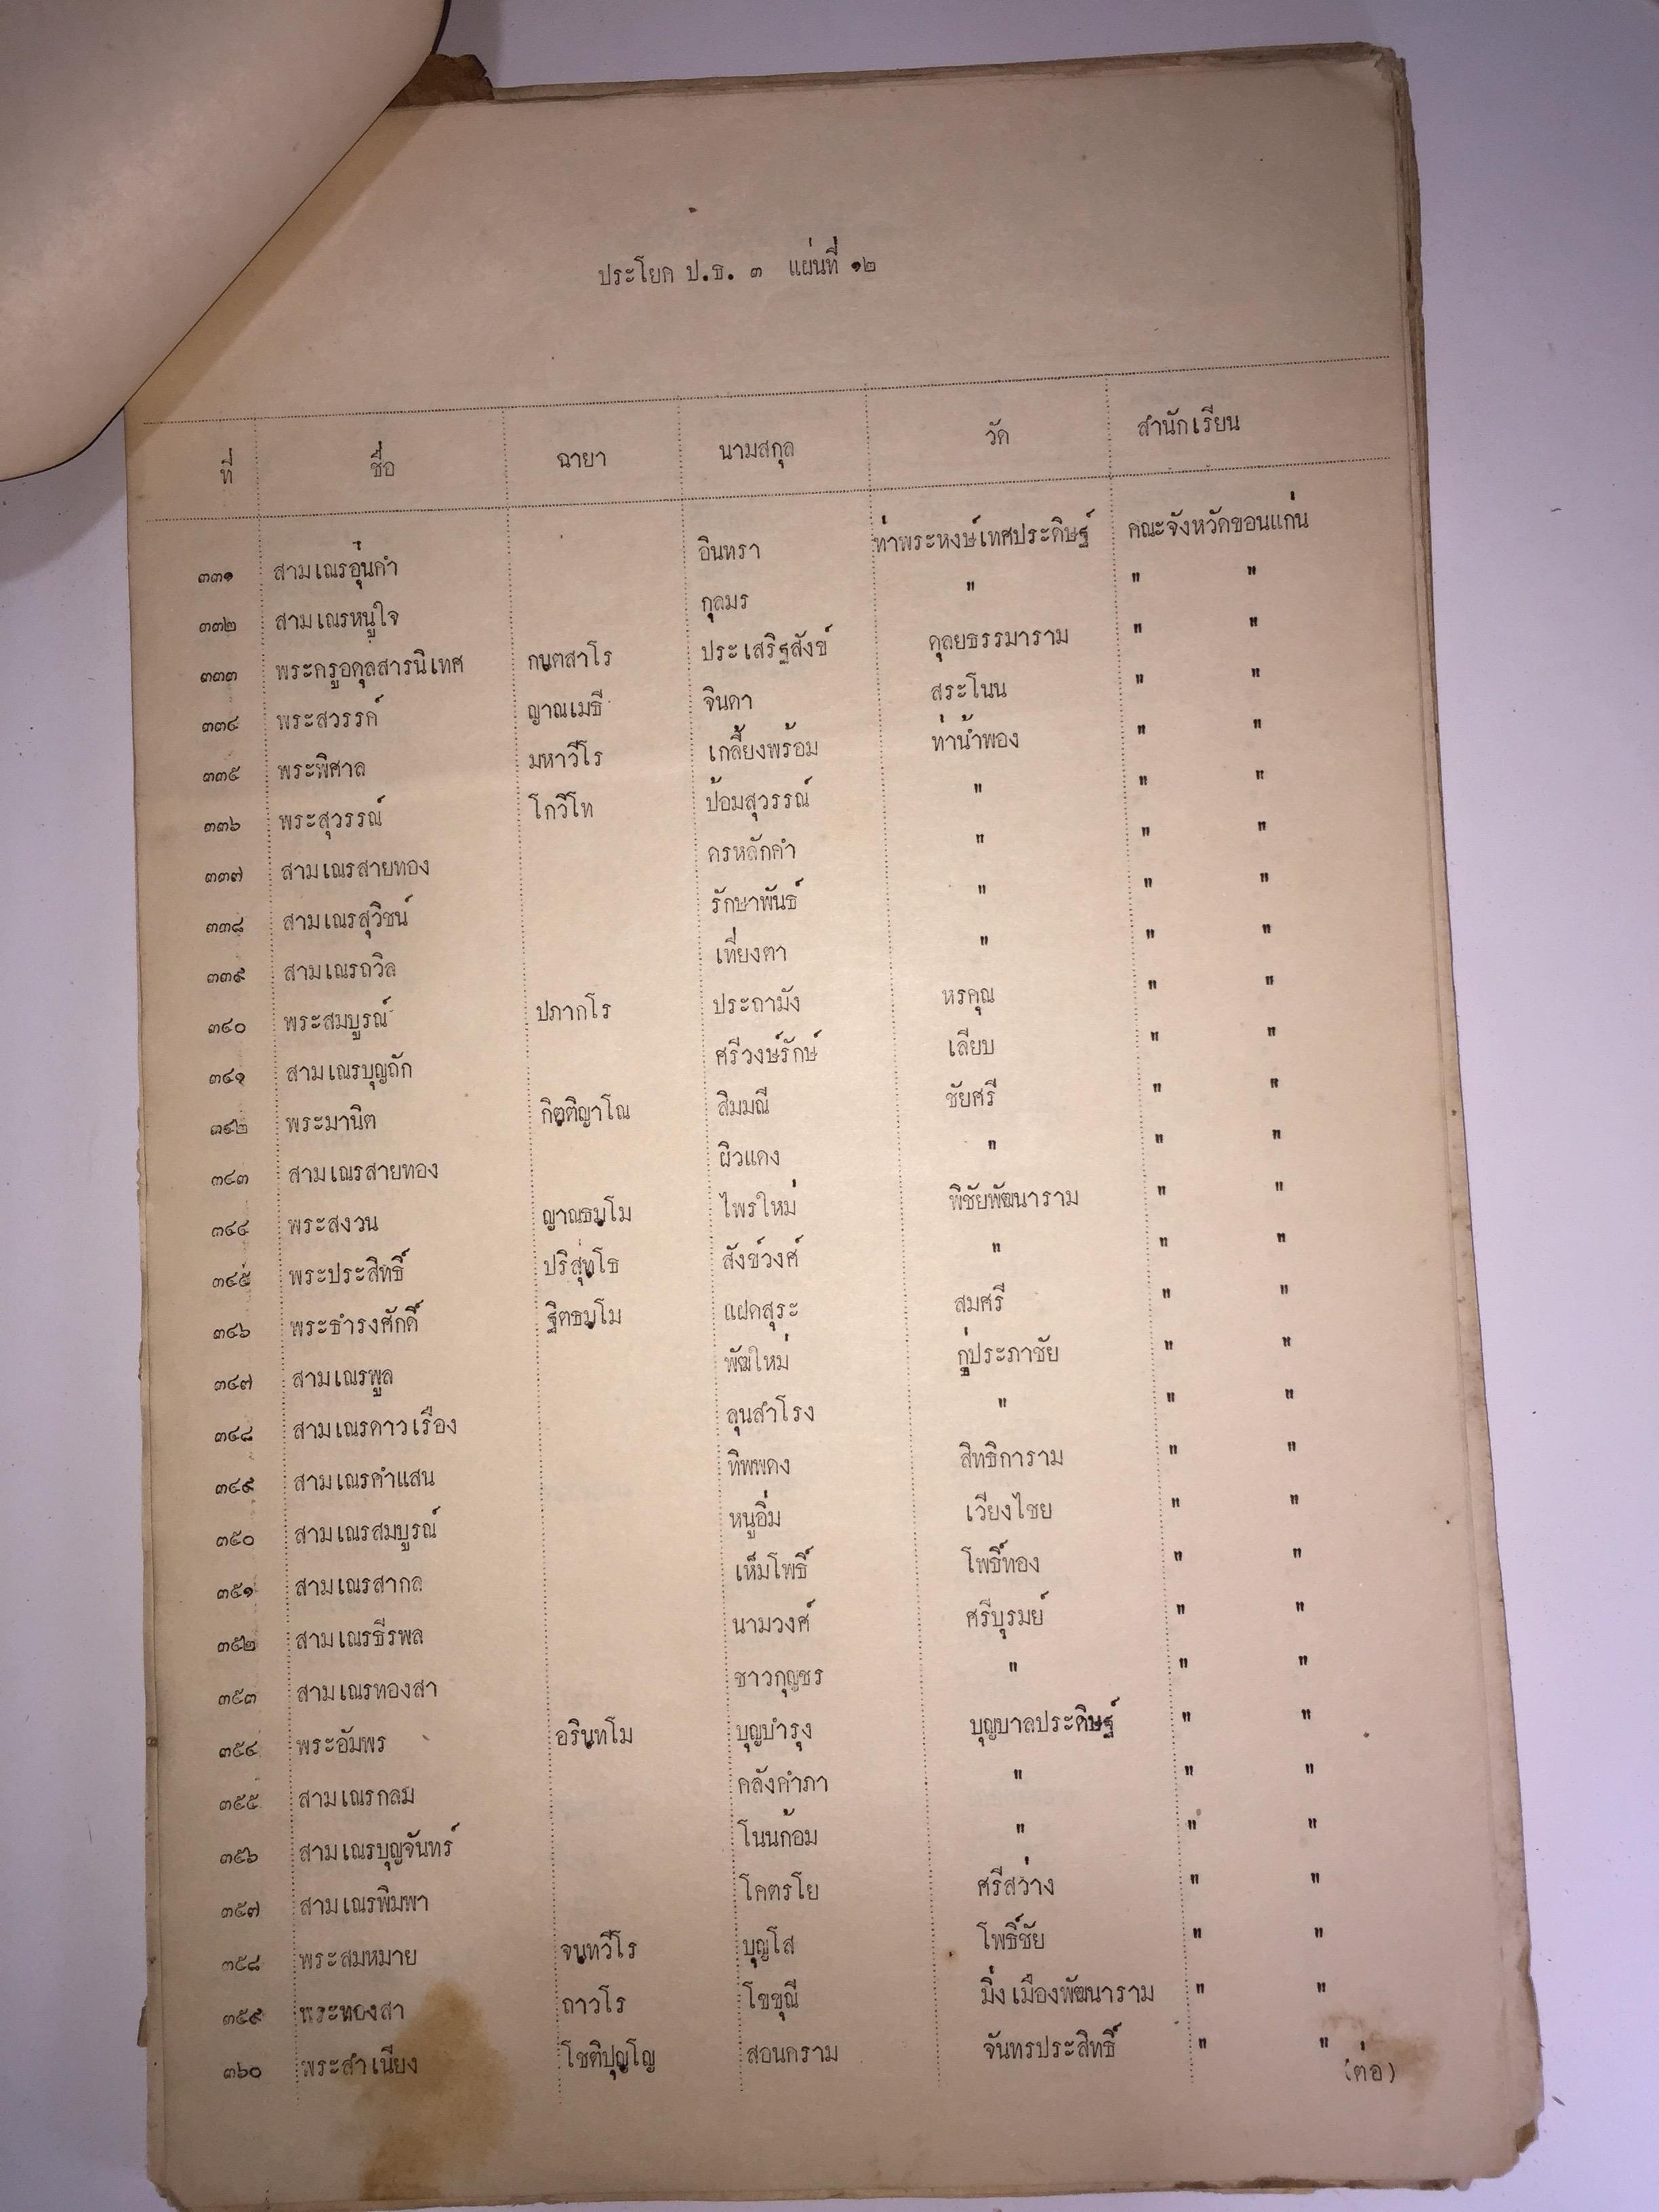 ประโยค ป.ธ. ๓ แผ่นที่ ๑๒
ที่ ชื่อ ฉายา นามสกุล วัด สำนักเรียน
๓๓๑ สามเณรอุ่นคำ อินทรา ท่าพระหงษ์เทศประดิษฐ์ คณะจังหวัดขอนแก่น
๓๓๒ สามเณรหนูใจ กุลมร " " "
๓๓๓ พระครูอดุลสารนิเทศ กนฺตสาโร ประเสริฐสังข์ ดุลยธรรมาราม " "
๓๓๔ พระสวรรค์ ญาณเมธี จินดา สระโนน " "
๓๓๕ พระพิศาล มหาวีโร เกลี้ยงพร้อม ท่าน้ำพอง " "
๓๓๖ พระสุวรรณ์ โกวิโท ป้อมสุวรรณ์ " " "
๓๓๗ สามเณรสายทอง ครหลักคำ " " "
๓๓๘ สามเณรสุวิชน์ รักษาพันธ์ " " "
๓๓๙ สามเณรถวิล เที่ยงตา " " "
๓๔๐ พระสมบูรณ์ ปภากโร ประถามัง หรคุณ " "
๓๔๑ สามเณรบุญถัก ศรีวงษ์รักษ์ เลียบ " "
๓๔๒ พระมานิต กิตฺติญาโณ สิมมณี ชัยศรี " "
๓๔๓ สามเณรสายทอง ผิวแดง " " "
๓๔๔ พระสงวน ญาณธมฺโม ไพรใหม่ พิชัยพัฒนาราม " "
๓๔๕ พระประสิทธิ์ ปริสุทฺโธ สังข์วงศ์ " " "
๓๔๖ พระธำรงศักดิ์ ฐิตธมฺโม แฝดสุระ สมศรี " "
๓๔๗ สามเณรพูล พัฒใหม่ กู่ประภาชัย " "
๓๔๘ สามเณรดาวเรือง ลุนสำโรง " " "
๓๔๙ สามเณรคำแสน ทิพพดง สิทธิการาม " "
๓๕๐ สามเณรสมบูรณ์ หนูอิ่ม เวียงไชย " "
๓๕๑ สามเณรสากล เห็มโพธิ์ โพธิ์ทอง " "
๓๕๒ สามเณรธีรพล นามวงศ์ ศรีบุรมย์ " "
๓๕๓ สามเณรทองสา ชาวกุญชร " " "
๓๕๔ พระอัมพร อรินฺทโม บุญบำรุง บุญบาลประดิษฐ์ " "
๓๕๕ สามเณรกลม คลังคำภา " " "
๓๕๖ สามเณรบุญจันทร์ โนนก้อม " " "
๓๕๗ สามเณรพิมพา โคตรโย ศรีสว่าง " "
๓๕๘ พระสมหมาย จนฺทวีโร บุญโส โพธิ์ชัย " "
๓๕๙ พระทองสา ถาวโร โขขุณี มิ่งเมืองพัฒนาราม " "
๓๖๐ พระสำเนียง โชติปุญฺโญ สอนคราม จันทรประสิทธิ์ " "
(ต่อ)